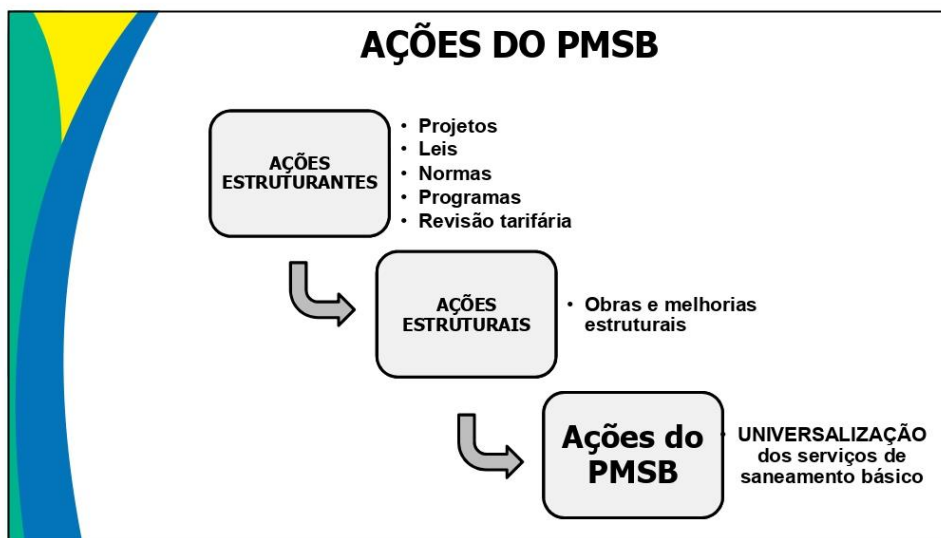 AÇÕES DO PMSB
AÇÕES
ESTRUTURANTES
• Projetos
• Leis
• Normas
• Programas
• Revisão tarifária
AÇÕES
ESTRUTURAIS
• Obras e melhorias
estruturais
Ações do
PMSB
• UNIVERSALIZAÇÃO
dos serviços de
saneamento básico